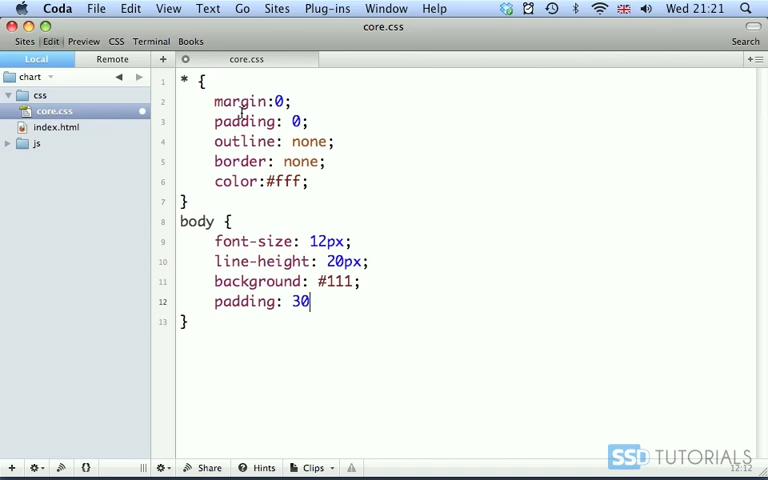 Coda File Edit View Text Go Sites Plug-ins Window Help Wed 21:21
core.css
Sites Edit Preview CSS Terminal Books Search
Local Remote core.css
chart
css
core.css
index.html
js
1 * {
2 margin:0;
3 padding: 0;
4 outline: none;
5 border: none;
6 color:#fff;
7 }
8 body {
9 font-size: 12px;
10 line-height: 20px;
11 background: #111;
12 padding: 30
13 }
SSDTUTORIALS
Share Hints Clips 12:12